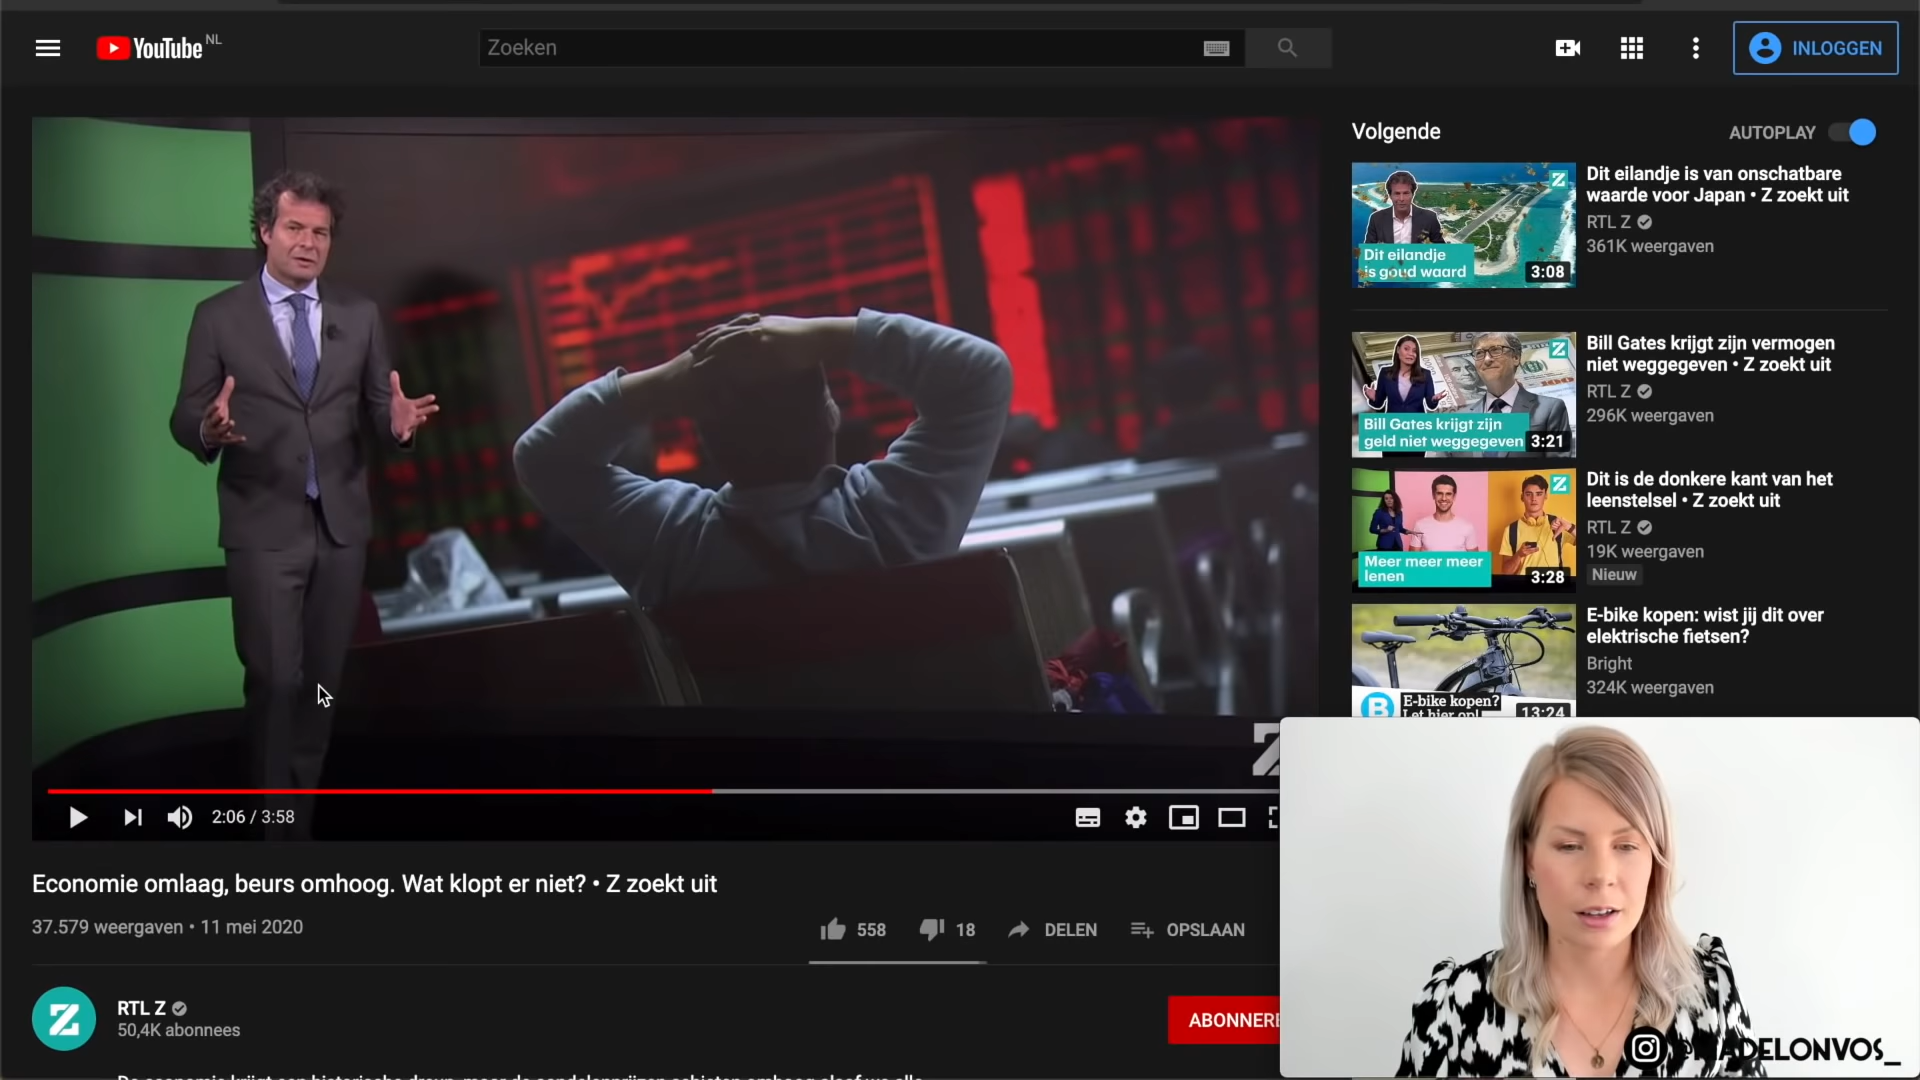 YouTube NL
Zoeken
INLOGGEN
Volgende
AUTOPLAY
Dit eilandje
is goud waard
3:08
Dit eilandje is van onschatbare
waarde voor Japan • Z zoekt uit
RTL Z
361K weergaven
Bill Gates krijgt zijn
geld niet weggegeven
3:21
Bill Gates krijgt zijn vermogen
niet weggegeven • Z zoekt uit
RTL Z
296K weergaven
Meer meer meer
lenen
3:28
Dit is de donkere kant van het
leenstelsel • Z zoekt uit
RTL Z
19K weergaven
Nieuw
E-bike kopen?
Let hier op!
13:24
E-bike kopen: wist jij dit over
elektrische fietsen?
Bright
324K weergaven
2:06 / 3:58
Economie omlaag, beurs omhoog. Wat klopt er niet? • Z zoekt uit
37.579 weergaven • 11 mei 2020
558
18
DELEN
OPSLAAN
RTL Z
50,4K abonnees
ABONNERE
@MADELONVOS_